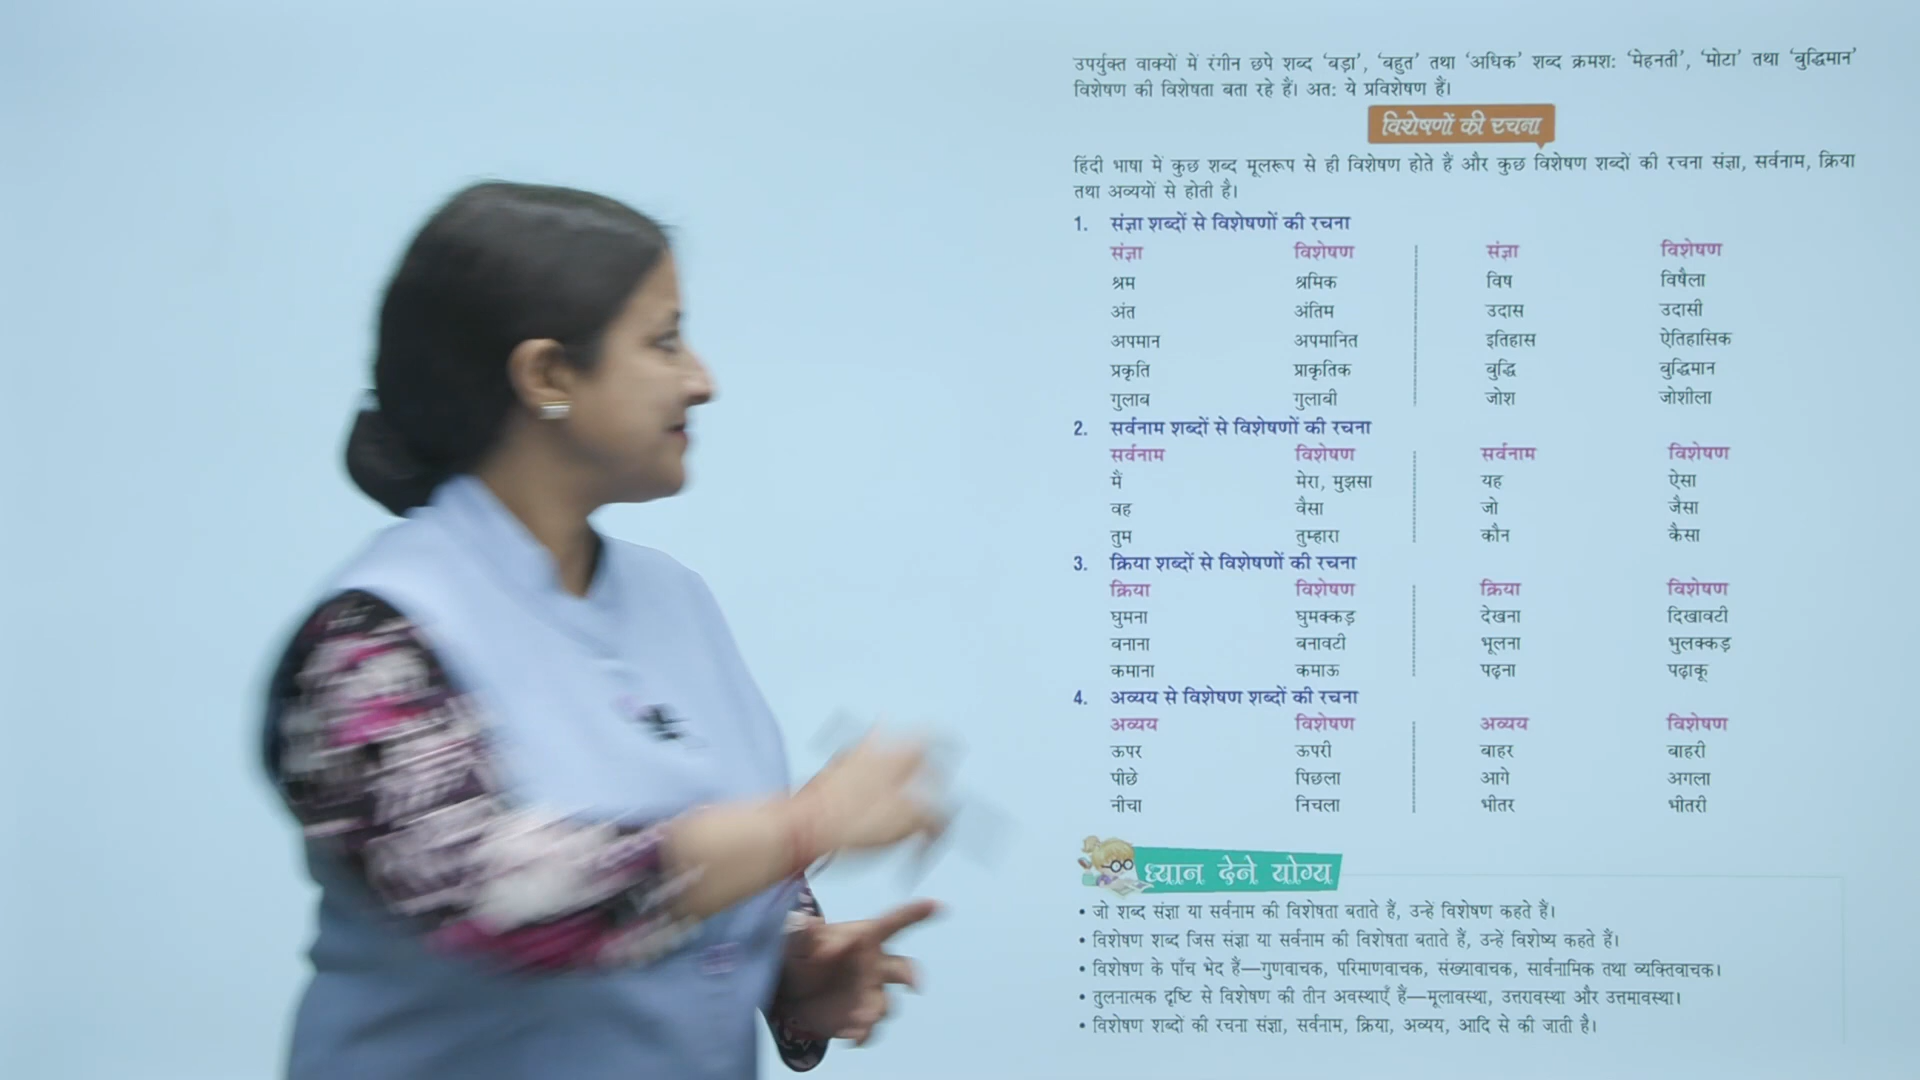 उपर्युक्त वाक्यों में रंगीन छपे शब्द ‘बड़ा’, ‘बहुत’ तथा ‘अधिक’ शब्द क्रमश: ‘मेहनती’, ‘मोटा’ तथा ‘बुद्धिमान’
विशेषण की विशेषता बता रहे हैं। अत: ये प्रविशेषण हैं।
विशेषणों की रचना
हिंदी भाषा में कुछ शब्द मूलरूप से ही विशेषण होते हैं और कुछ विशेषण शब्दों की रचना संज्ञा, सर्वनाम, क्रिया
तथा अव्ययों से होती है।
1. संज्ञा शब्दों से विशेषणों की रचना
संज्ञा विशेषण संज्ञा विशेषण
श्रम श्रमिक विष विषैला
अंत अंतिम उदास उदासी
अपमान अपमानित इतिहास ऐतिहासिक
प्रकृति प्राकृतिक बुद्धि बुद्धिमान
गुलाब गुलाबी जोश जोशीला
2. सर्वनाम शब्दों से विशेषणों की रचना
सर्वनाम विशेषण सर्वनाम विशेषण
मैं मेरा, मुझसा यह ऐसा
वह वैसा जो जैसा
तुम तुम्हारा कौन कैसा
3. क्रिया शब्दों से विशेषणों की रचना
क्रिया विशेषण क्रिया विशेषण
घुमना घुमक्कड़ देखना दिखावटी
बनाना बनावटी भूलना भुलक्कड़
कमाना कमाऊ पढ़ना पढ़ाकू
4. अव्यय से विशेषण शब्दों की रचना
अव्यय विशेषण अव्यय विशेषण
ऊपर ऊपरी बाहर बाहरी
पीछे पिछला आगे अगला
नीचा निचला भीतर भीतरी
ध्यान देने योग्य
• जो शब्द संज्ञा या सर्वनाम की विशेषता बताते हैं, उन्हें विशेषण कहते हैं।
• विशेषण शब्द जिस संज्ञा या सर्वनाम की विशेषता बताते हैं, उन्हें विशेष्य कहते हैं।
• विशेषण के पाँच भेद हैं—गुणवाचक, परिमाणवाचक, संख्यावाचक, सार्वनामिक तथा व्यक्तिवाचक।
• तुलनात्मक दृष्टि से विशेषण की तीन अवस्थाएँ हैं—मूलावस्था, उत्तरावस्था और उत्तमावस्था।
• विशेषण शब्दों की रचना संज्ञा, सर्वनाम, क्रिया, अव्यय, आदि से की जाती है।